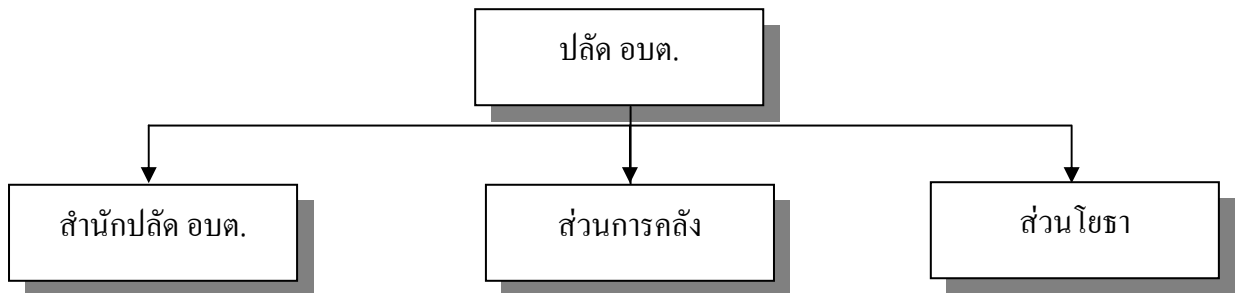 ปลัด อบต.
สำนักปลัด อบต.
ส่วนการคลัง
ส่วนโยธา